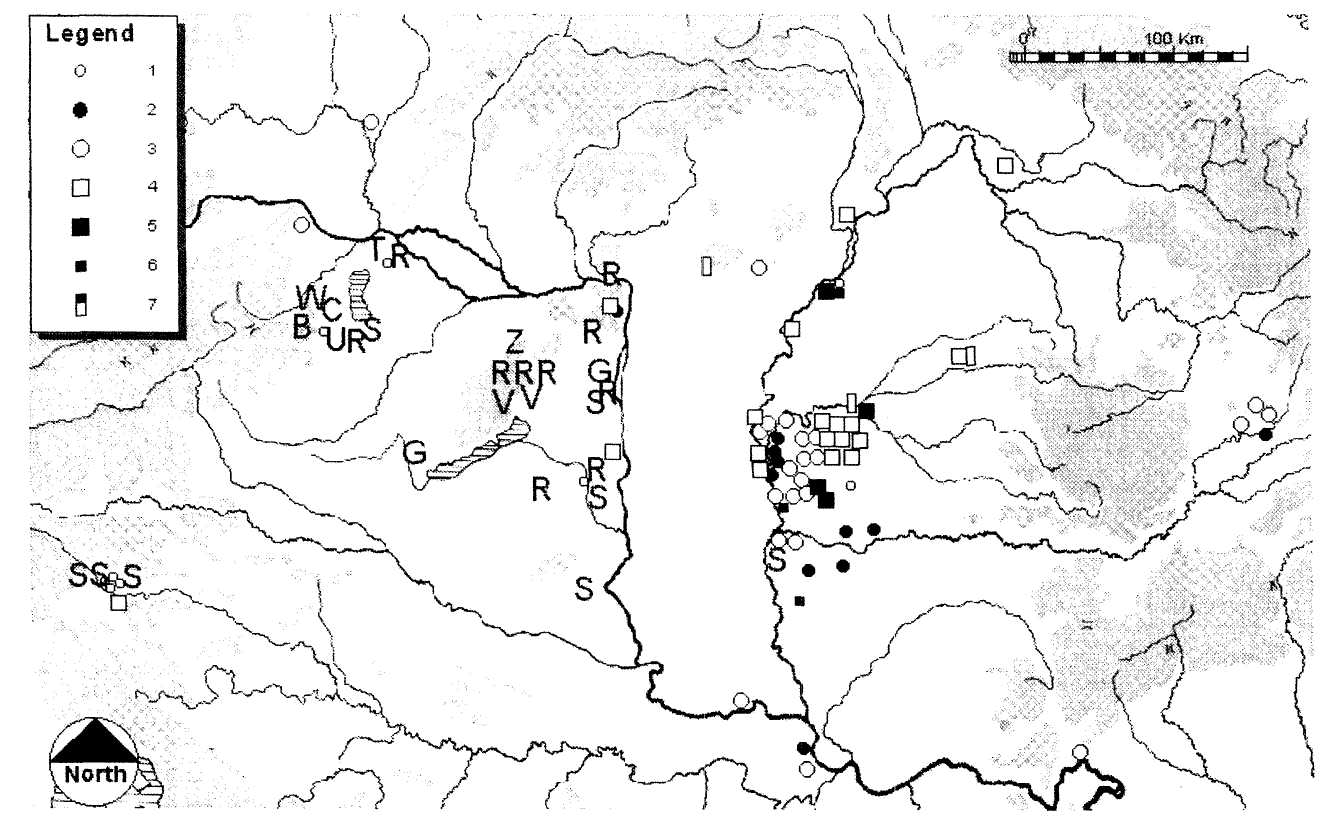 Legend
1
2
3
4
5
6
7
0 100 Km
T R
W C
B U R S
R
R
Z
R R R
V V
G
R
S
G
R
R
S
S S S
S
S
North